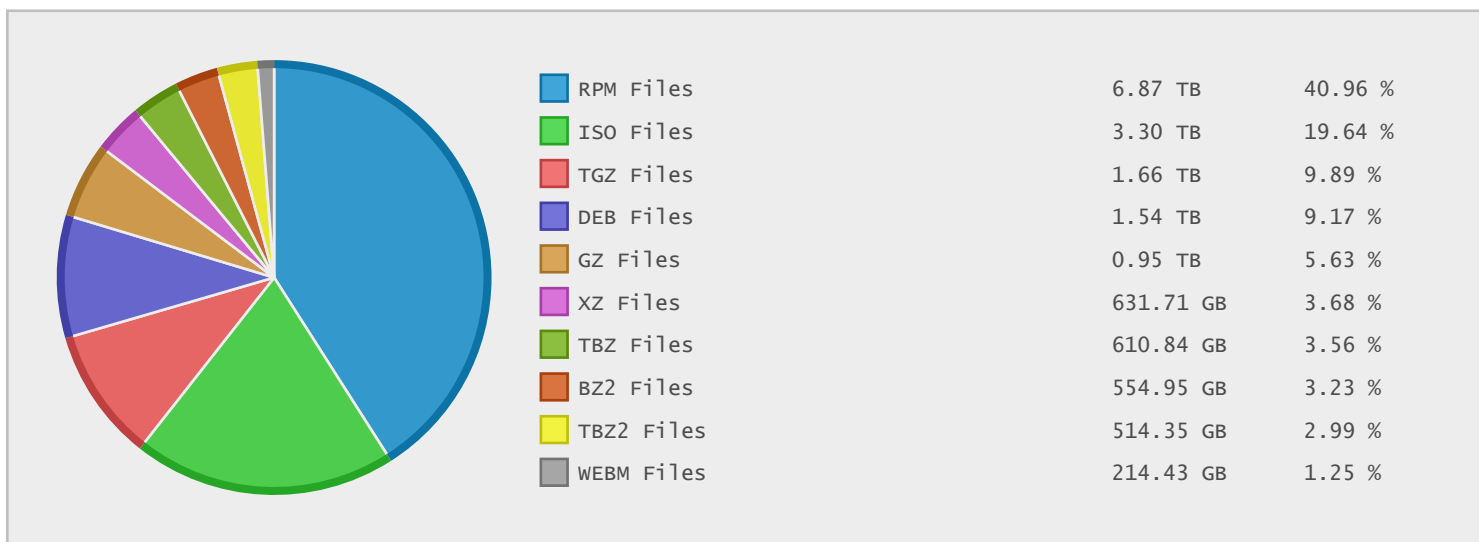 RPM Files 6.87 TB 40.96 %
ISO Files 3.30 TB 19.64 %
TGZ Files 1.66 TB 9.89 %
DEB Files 1.54 TB 9.17 %
GZ Files 0.95 TB 5.63 %
XZ Files 631.71 GB 3.68 %
TBZ Files 610.84 GB 3.56 %
BZ2 Files 554.95 GB 3.23 %
TBZ2 Files 514.35 GB 2.99 %
WEBM Files 214.43 GB 1.25 %